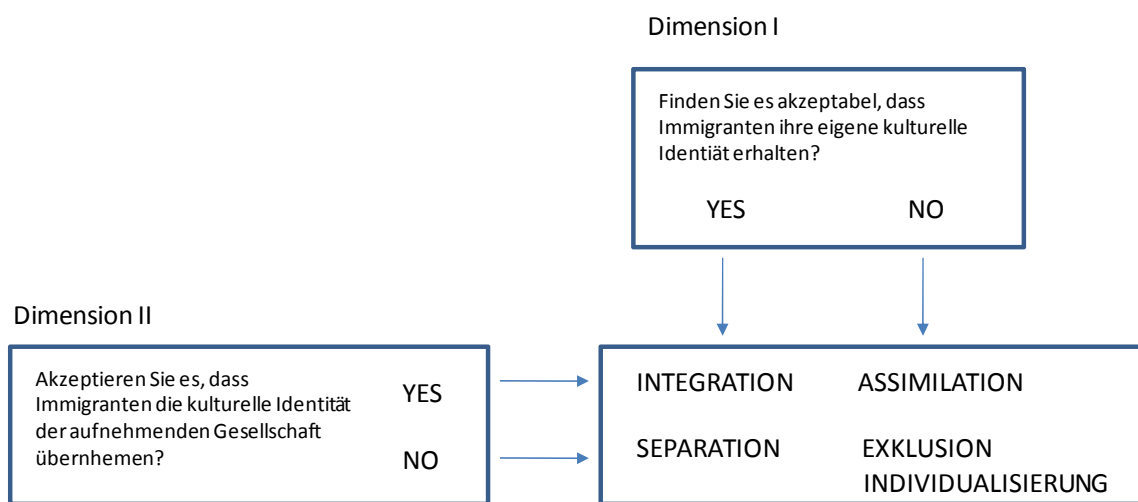 Dimension I
Finden Sie es akzeptabel, dass
Immigranten ihre eigene kulturelle
Identiät erhalten?
YES NO
Dimension II
Akzeptieren Sie es, dass
Immigranten die kulturelle Identität
der aufnehmenden Gesellschaft
übernhemen?
YES
NO
INTEGRATION ASSIMILATION
SEPARATION EXKLUSION
INDIVIDUALISIERUNG